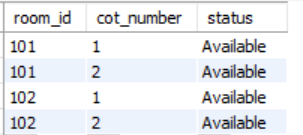 room_id cot_number status
101 1 Available
101 2 Available
102 1 Available
102 2 Available